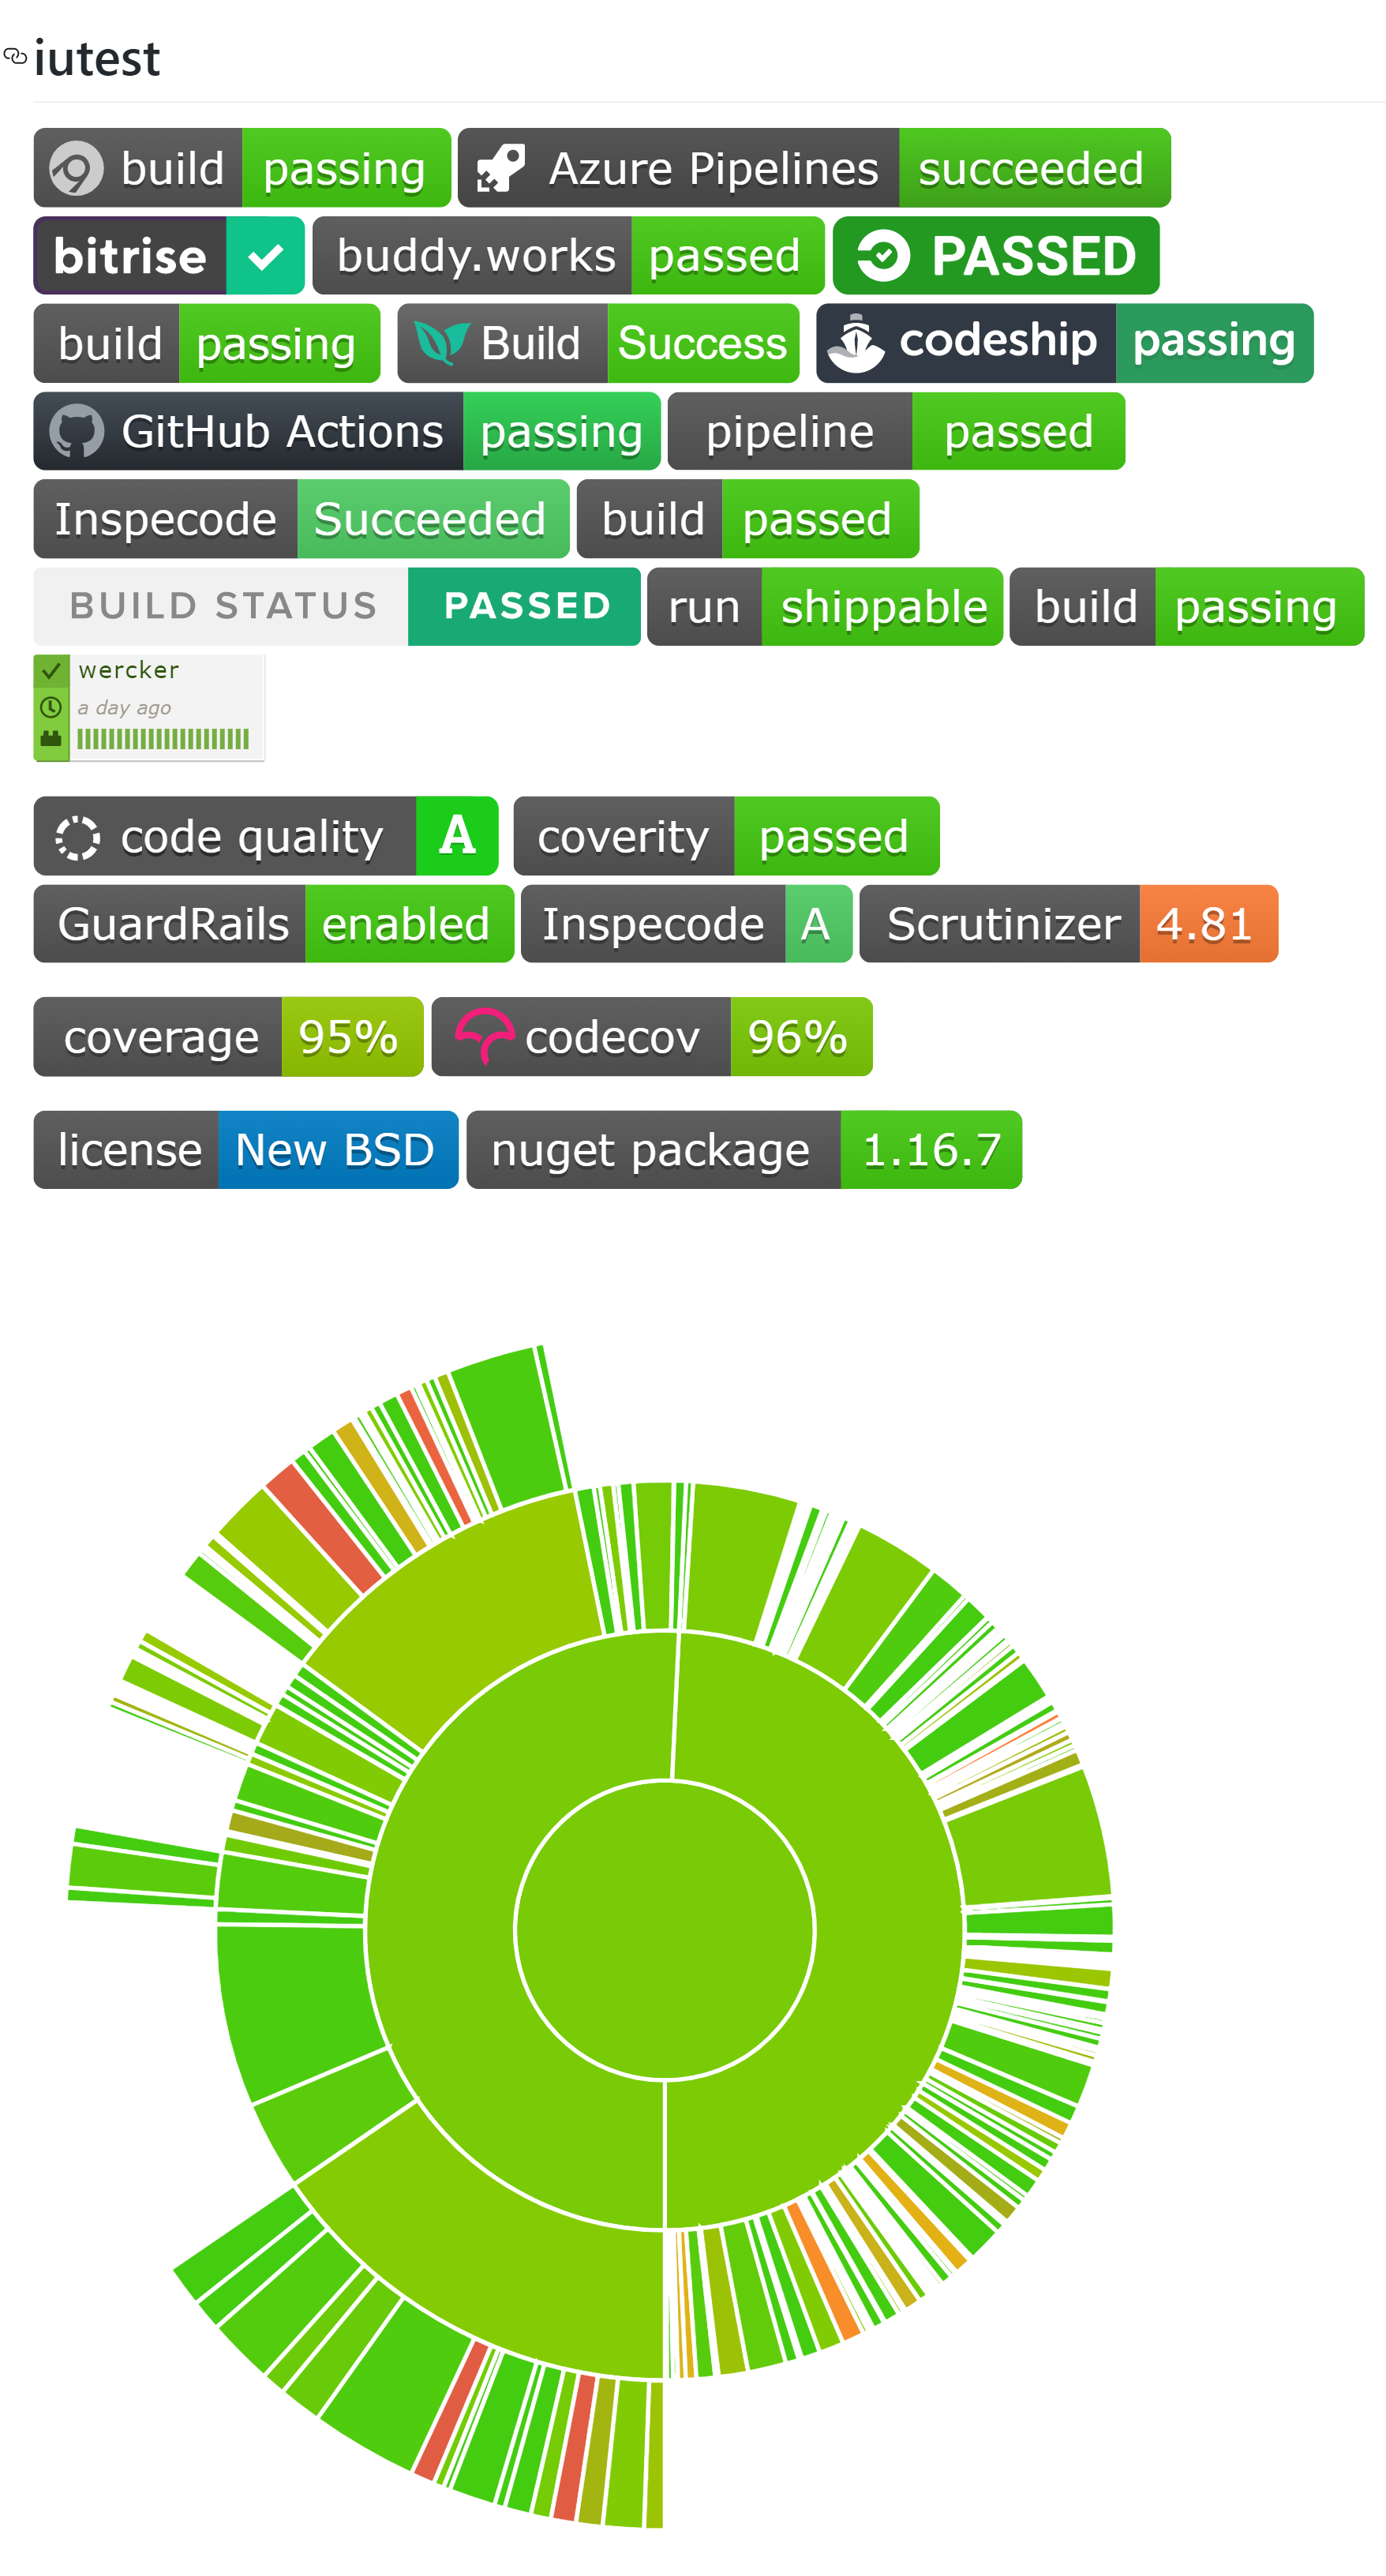 iutest
build passing Azure Pipelines succeeded
bitrise buddy.works passed PASSED
build passing Build Success codeship passing
GitHub Actions passing pipeline passed
Inspecode Succeeded build passed
BUILD STATUS PASSED run shippable build passing
wercker
a day ago
code quality A coverity passed
GuardRails enabled Inspecode A Scrutinizer 4.81
coverage 95% codecov 96%
license New BSD nuget package 1.16.7